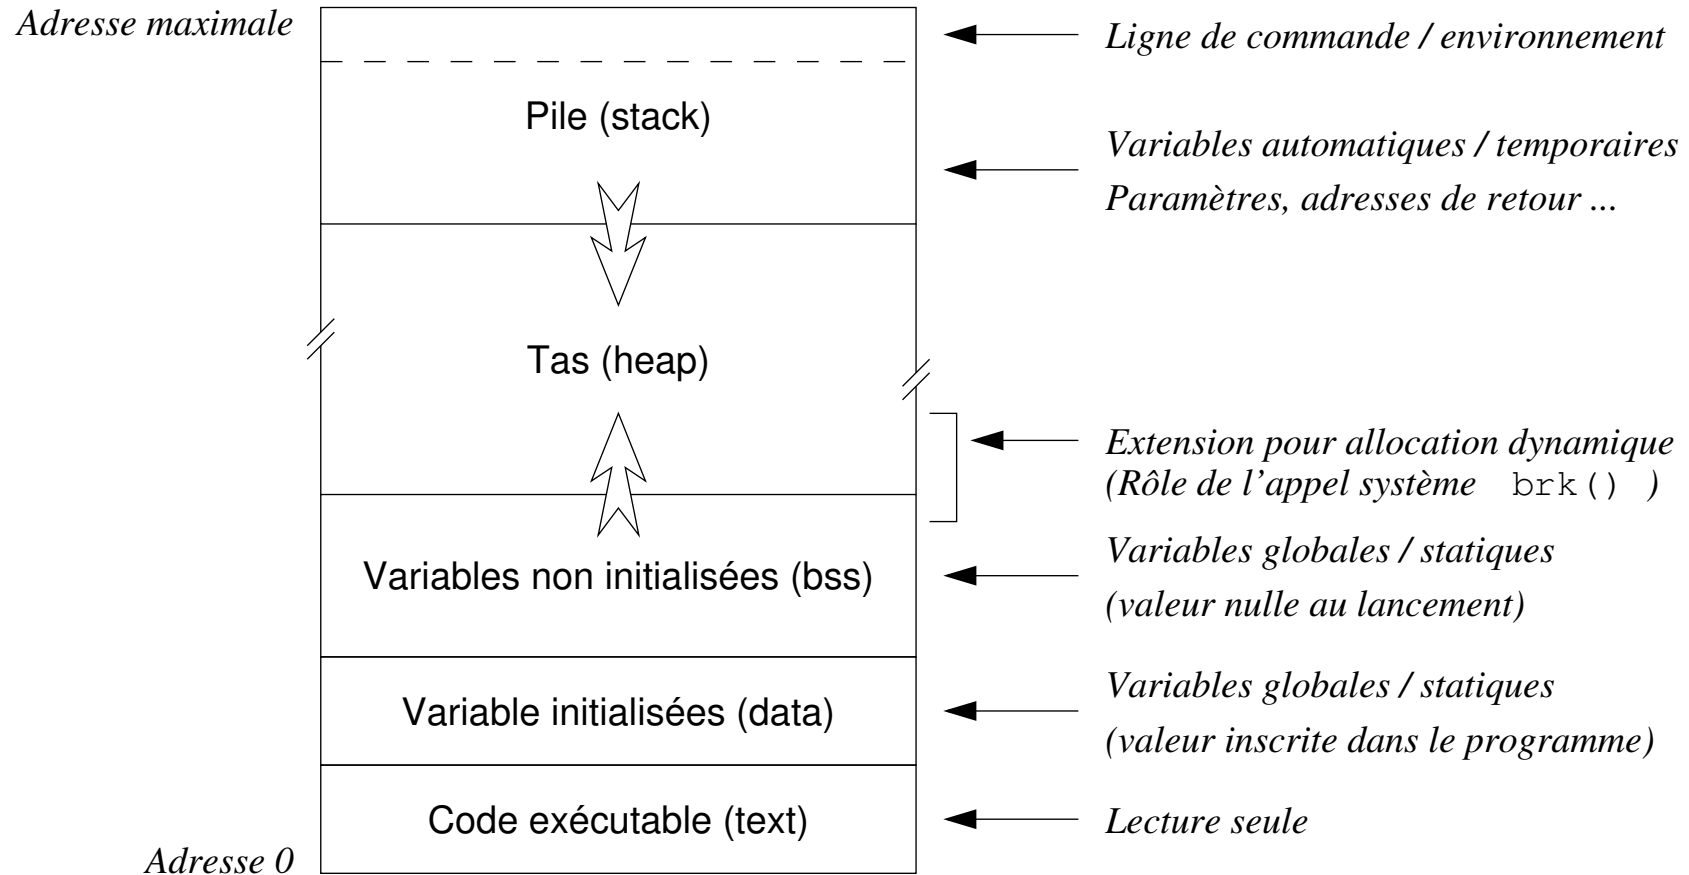 Adresse maximale
Ligne de commande / environnement
Pile (stack)
Variables automatiques / temporaires
Paramètres, adresses de retour ...
Tas (heap)
Extension pour allocation dynamique
(Rôle de l'appel système brk() )
Variables non initialisées (bss)
Variables globales / statiques
(valeur nulle au lancement)
Variable initialisées (data)
Variables globales / statiques
(valeur inscrite dans le programme)
Code exécutable (text)
Lecture seule
Adresse 0